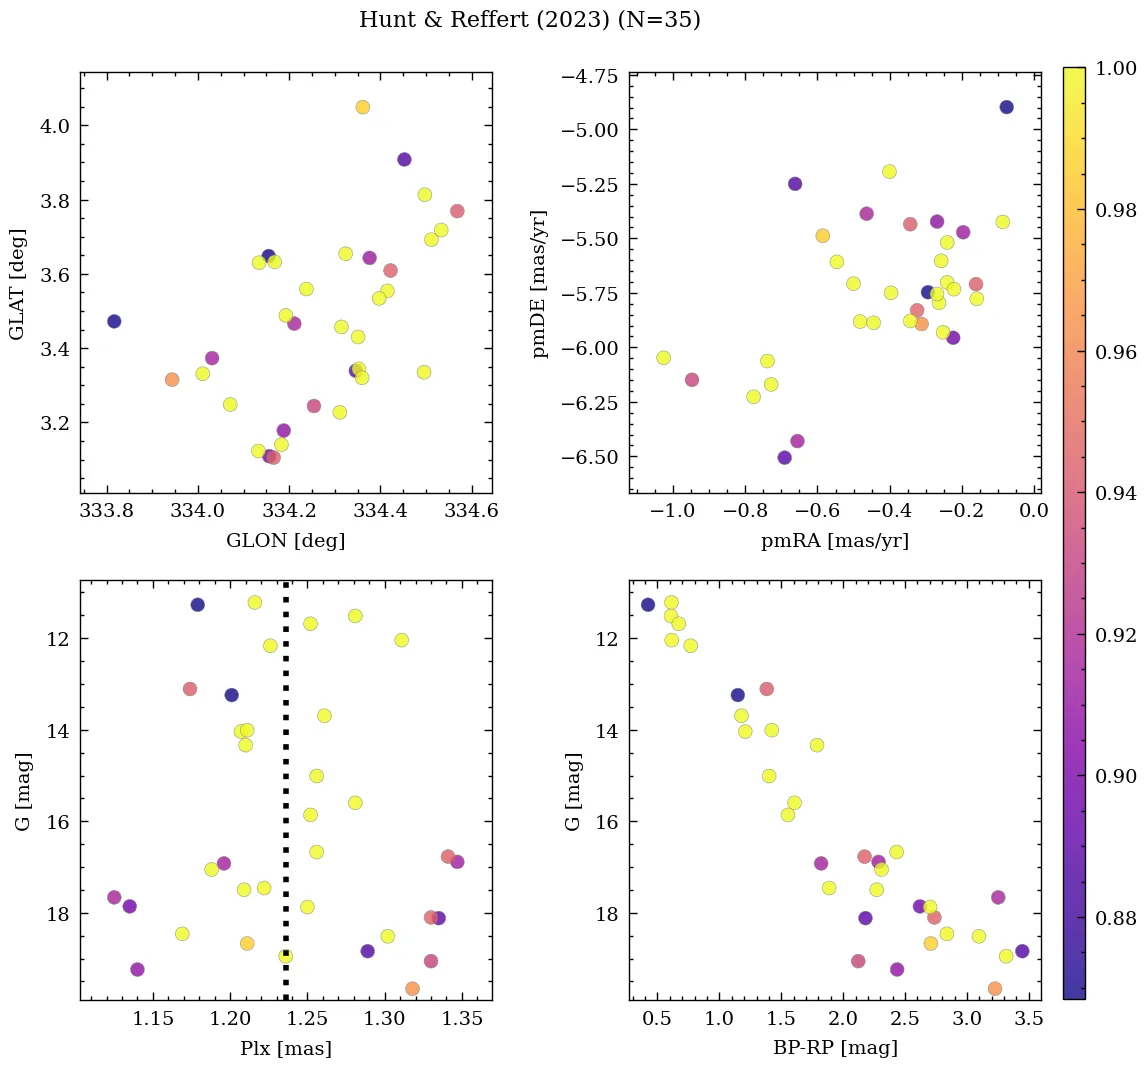 Hunt & Reffert (2023) (N=35)
4.0
3.8
3.6
3.4
3.2
GLAT [deg]
333.8 334.0 334.2 334.4 334.6
GLON [deg]
−4.75
−5.00
−5.25
−5.50
−5.75
−6.00
−6.25
−6.50
pmDE [mas/yr]
−1.0 −0.8 −0.6 −0.4 −0.2 0.0
pmRA [mas/yr]
12
14
16
18
G [mag]
1.15 1.20 1.25 1.30 1.35
Plx [mas]
12
14
16
18
G [mag]
0.5 1.0 1.5 2.0 2.5 3.0 3.5
BP-RP [mag]
1.00
0.98
0.96
0.94
0.92
0.90
0.88